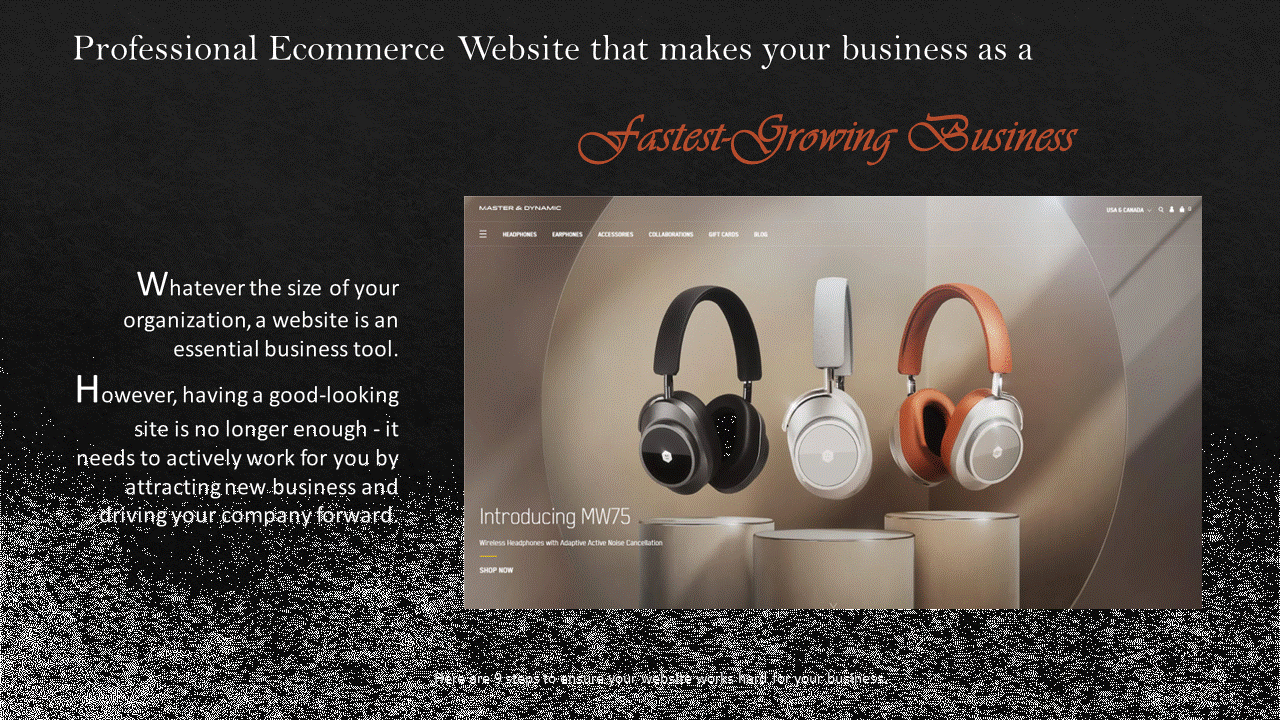 Professional Ecommerce Website that makes your business as a
Fastest-Growing Business
MASTER & DYNAMIC
USA & CANADA
0
HEADPHONES EARPHONES ACCESSORIES COLLABORATIONS GIFT CARDS BLOG
Whatever the size of your
organization, a website is an
essential business tool.
However, having a good-looking
site is no longer enough - it
needs to actively work for you by
attracting new business and
driving your company forward
Introducing MW75
Wireless Headphones with Adaptive Active Noise Cancellation
SHOP NOW
Here are 9 steps to ensure your website works hard for your business.